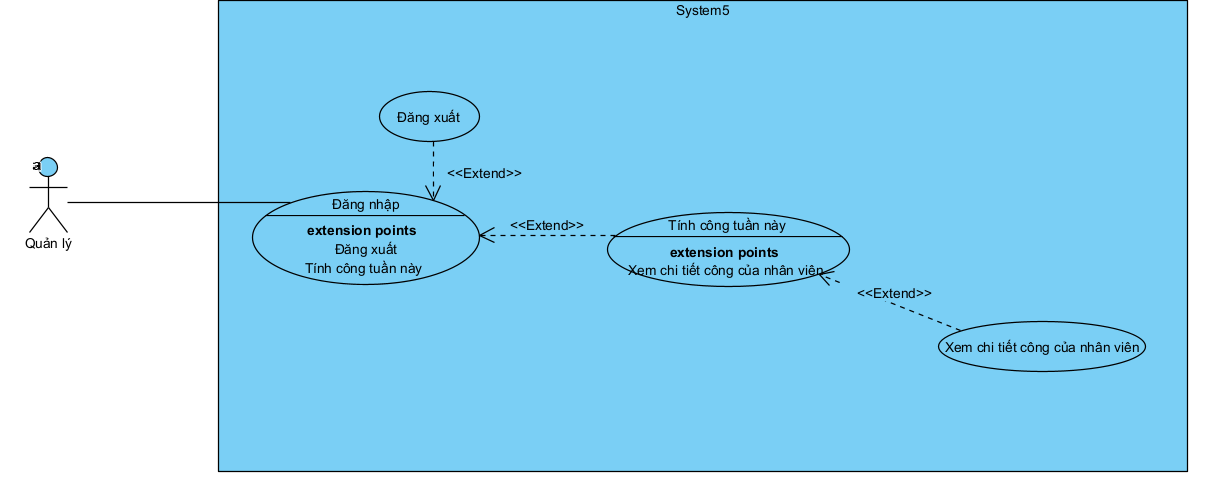 System5
Đăng xuất
<<Extend>>
a
Quản lý
Đăng nhập
extension points
Đăng xuất
Tính công tuần này
<<Extend>>
Tính công tuần này
extension points
Xem chi tiết công của nhân viên
<<Extend>>
Xem chi tiết công của nhân viên